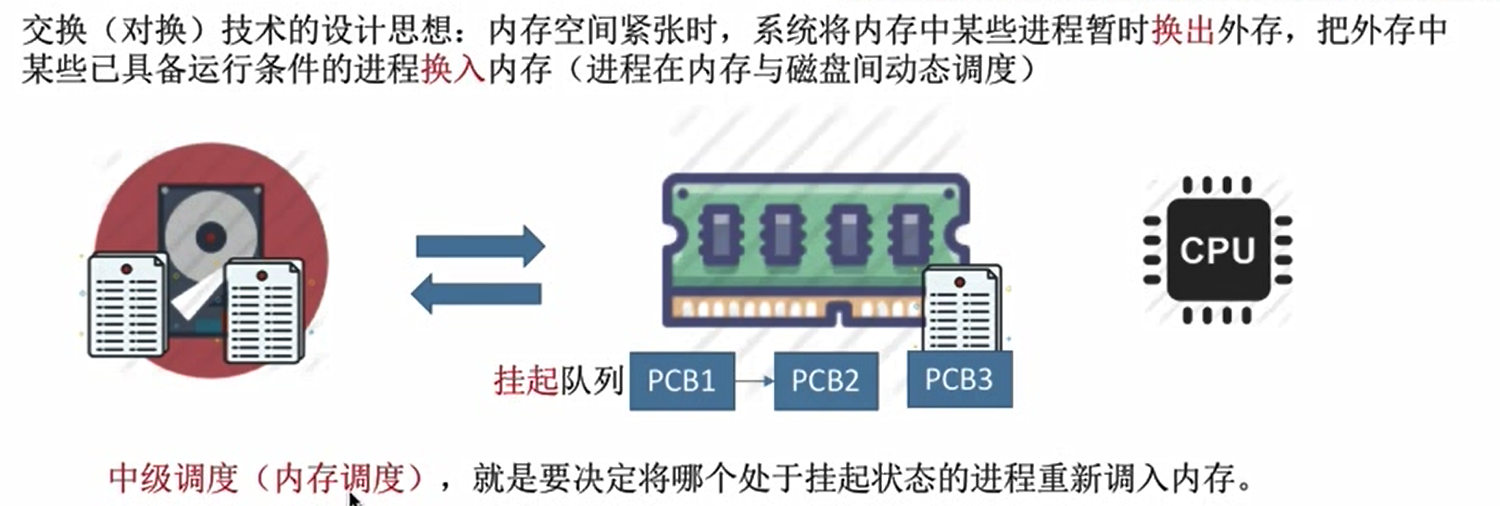 交换（对换）技术的设计思想：内存空间紧张时，系统将内存中某些进程暂时换出外存，把外存中
某些已具备运行条件的进程换入内存（进程在内存与磁盘间动态调度）
CPU
挂起队列 PCB1 PCB2 PCB3
中级调度（内存调度），就是要决定将哪个处于挂起状态的进程重新调入内存。